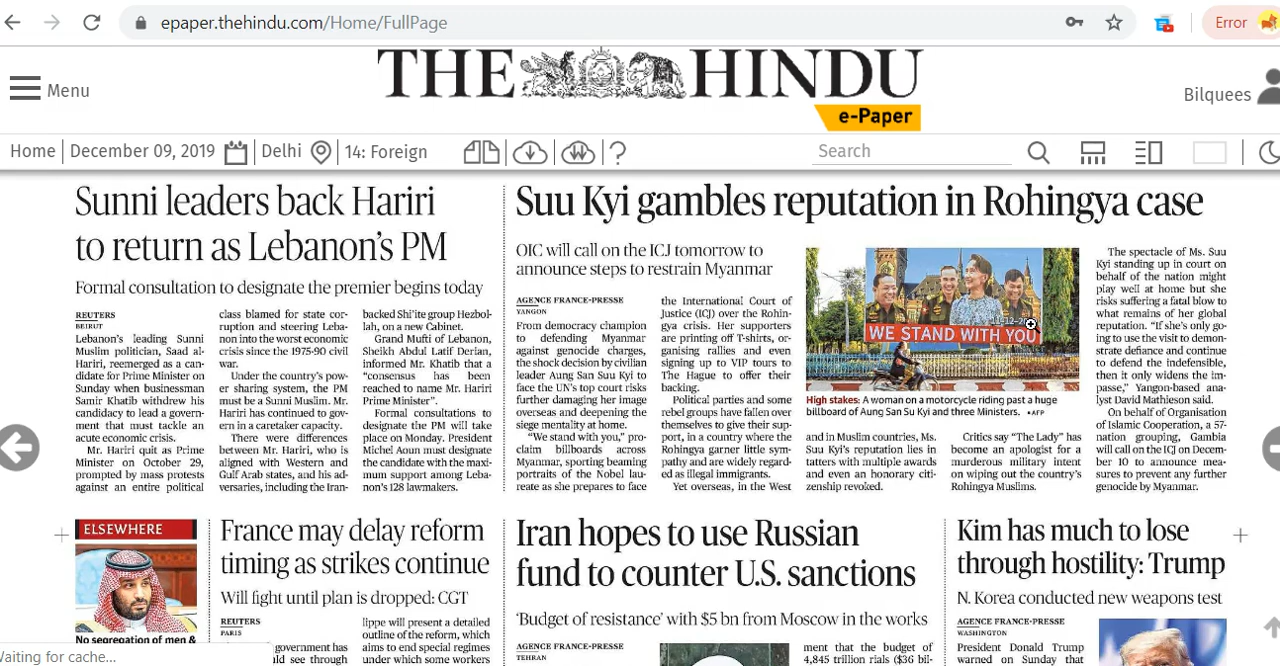 epaper.thehindu.com/Home/FullPage
Error
Menu
THE HINDU
e-Paper
Bilquees
Home
December 09, 2019
Delhi
14: Foreign
Search
Sunni leaders back Hariri
to return as Lebanon's PM
Formal consultation to designate the premier begins today
REUTERS
BEIRUT
Lebanon's leading Sunni
Muslim politician, Saad al-
Hariri, reemerged as a can-
didate for Prime Minister on
Sunday when businessman
Samir Khatib withdrew his
candidacy to lead a govern-
ment that must tackle an
acute economic crisis.
Mr. Hariri quit as Prime
Minister on October 29,
prompted by mass protests
against an entire political
class blamed for state cor-
ruption and steering Leba-
non into the worst economic
crisis since the 1975-90 civil
war.
Under the country's pow-
er sharing system, the PM
must be a Sunni Muslim. Mr.
Hariri has continued to gov-
ern in a caretaker capacity.
There were differences
between Mr. Hariri, who is
aligned with Western and
Gulf Arab states, and his ad-
versaries, including the Iran-
backed Shi'ite group Hezbol-
lah, on a new Cabinet.
Grand Mufti of Lebanon,
Sheikh Abdul Latif Derian,
informed Mr. Khatib that a
"consensus has been
reached to name Mr. Hariri
Prime Minister".
Formal consultations to
designate the PM will take
place on Monday. President
Michel Aoun must designate
the candidate with the maxi-
mum support among Leba-
non's 128 lawmakers.
Suu Kyi gambles reputation in Rohingya case
OIC will call on the ICJ tomorrow to
announce steps to restrain Myanmar
AGENCE FRANCE-PRESSE
YANGON
From democracy champion
to defending Myanmar
against genocide charges,
the shock decision by civilian
leader Aung San Suu Kyi to
face the UN's top court risks
further damaging her image
overseas and deepening the
siege mentality at home.
"We stand with you," pro-
claim billboards across
Myanmar, sporting beaming
portraits of the Nobel lau-
reate as she prepares to face
the International Court of
Justice (ICJ) over the Rohin-
gya crisis. Her supporters
are printing off T-shirts, or-
ganising rallies and even
signing up to VIP tours to
The Hague to offer their
backing.
Political parties and some
rebel groups have fallen over
themselves to give their sup-
port, in a country where the
Rohingya garner little sym-
pathy and are widely regard-
ed as illegal immigrants.
Yet overseas, in the West
WE STAND WITH YOU
High stakes: A woman on a motorcycle riding past a huge
billboard of Aung San Su Kyi and three Ministers. •AFP
and in Muslim countries, Ms.
Suu Kyi's reputation lies in
tatters with multiple awards
and even an honorary citi-
zenship revoked.
Critics say "The Lady" has
become an apologist for a
murderous military intent
on wiping out the country's
Rohingya Muslims.
The spectacle of Ms. Suu
Kyi standing up in court on
behalf of the nation might
play well at home but she
risks suffering a fatal blow to
what remains of her global
reputation. "If she's only go-
ing to use the visit to demon-
strate defiance and continue
to defend the indefensible,
then it only widens the im-
passe," Yangon-based ana-
lyst David Mathieson said.
On behalf of Organisation
of Islamic Cooperation, a 57-
nation grouping, Gambia
will call on the ICJ on Decem-
ber 10 to announce mea-
sures to prevent any further
genocide by Myanmar.
ELSEWHERE
No segregation of men &
France may delay reform
timing as strikes continue
Will fight until plan is dropped: CGT
REUTERS
PARIS
government has
see through
lippe will present a detailed
outline of the reform, which
aims to end special regimes
under which some workers
Iran hopes to use Russian
fund to counter U.S. sanctions
'Budget of resistance' with $5 bn from Moscow in the works
AGENCE FRANCE-PRESSE
TEHRAN
ment that the budget of
4,845 trillion rials ($36 bil-
Kim has much to lose
through hostility: Trump
N. Korea conducted new weapons test
AGENCE FRANCE-PRESSE
WASHINGTON
President Donald Trump
warned on Sunday that
Waiting for cache...